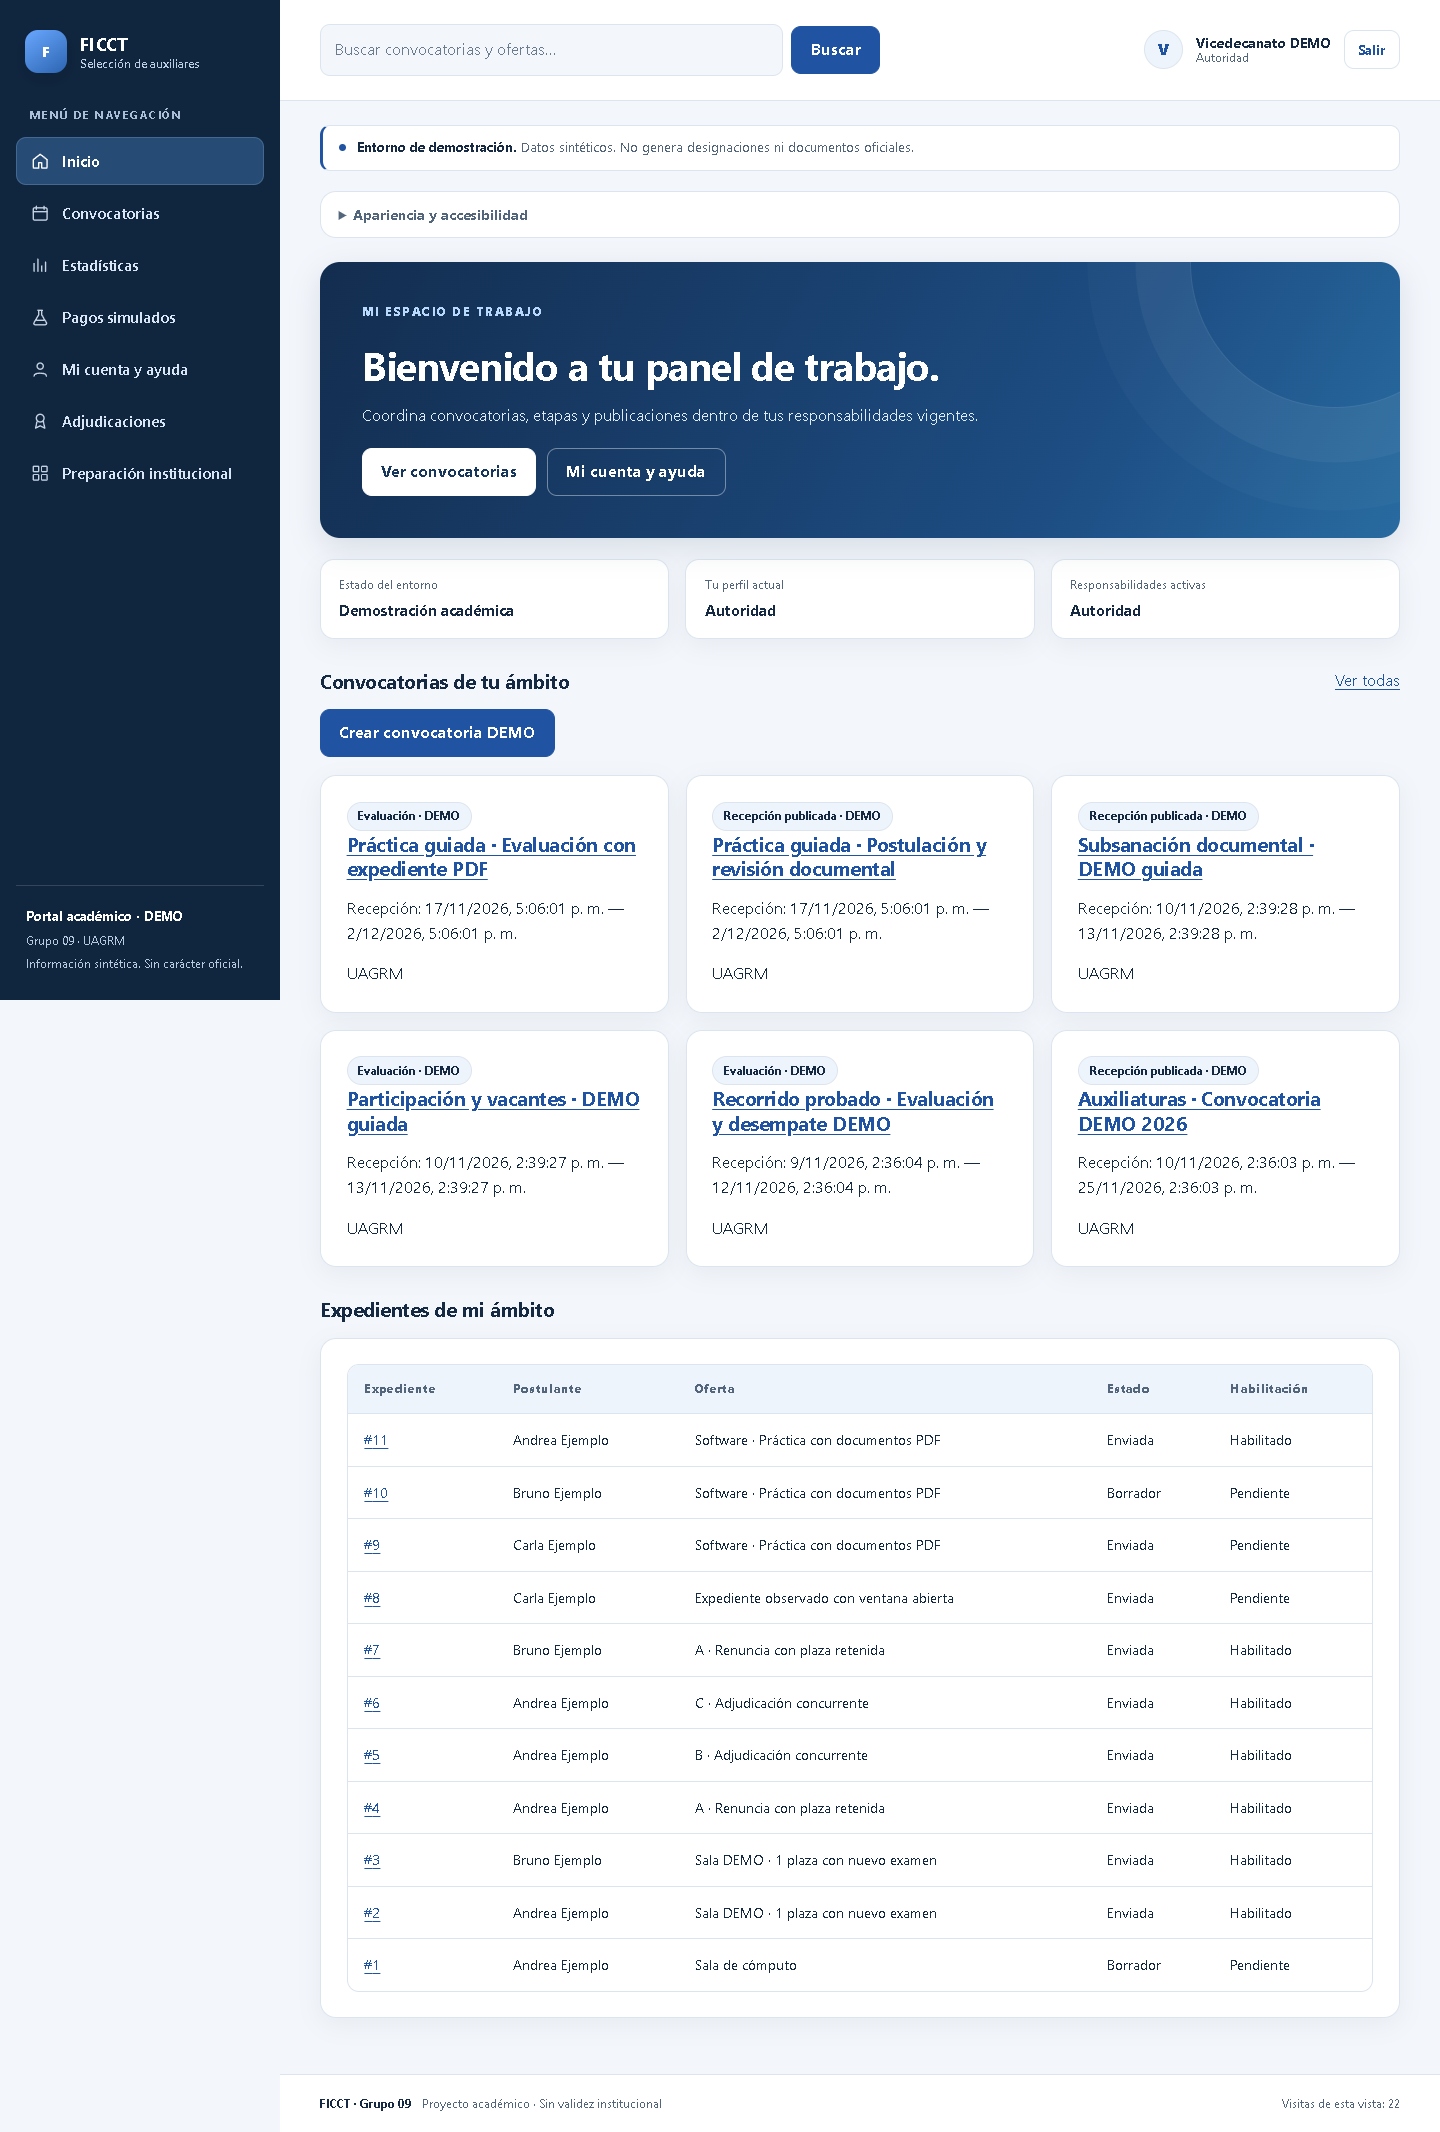 F
FICCT
Selección de auxiliares
MENÚ DE NAVEGACIÓN
Inicio
Convocatorias
Estadísticas
Pagos simulados
Mi cuenta y ayuda
Adjudicaciones
Preparación institucional
Portal académico · DEMO
Grupo 09 · UAGRM
Información sintética. Sin carácter oficial.
Buscar convocatorias y ofertas...
Buscar
V
Vicedecanato DEMO
Autoridad
Salir
Entorno de demostración. Datos sintéticos. No genera designaciones ni documentos oficiales.
Apariencia y accesibilidad
MI ESPACIO DE TRABAJO
Bienvenido a tu panel de trabajo.
Coordina convocatorias, etapas y publicaciones dentro de tus responsabilidades vigentes.
Ver convocatorias
Mi cuenta y ayuda
Estado del entorno
Demostración académica
Tu perfil actual
Autoridad
Responsabilidades activas
Autoridad
Convocatorias de tu ámbito
Ver todas
Crear convocatoria DEMO
Evaluación · DEMO
Práctica guiada · Evaluación con
expediente PDF
Recepción: 17/11/2026, 5:06:01 p. m. —
2/12/2026, 5:06:01 p. m.
UAGRM
Recepción publicada · DEMO
Práctica guiada · Postulación y
revisión documental
Recepción: 17/11/2026, 5:06:01 p. m. —
2/12/2026, 5:06:01 p. m.
UAGRM
Recepción publicada · DEMO
Subsanación documental ·
DEMO guiada
Recepción: 10/11/2026, 2:39:28 p. m. —
13/11/2026, 2:39:28 p. m.
UAGRM
Evaluación · DEMO
Participación y vacantes · DEMO
guiada
Recepción: 10/11/2026, 2:39:27 p. m. —
13/11/2026, 2:39:27 p. m.
UAGRM
Evaluación · DEMO
Recorrido probado · Evaluación
y desempate DEMO
Recepción: 9/11/2026, 2:36:04 p. m. —
12/11/2026, 2:36:04 p. m.
UAGRM
Recepción publicada · DEMO
Auxiliaturas · Convocatoria
DEMO 2026
Recepción: 10/11/2026, 2:36:03 p. m. —
25/11/2026, 2:36:03 p. m.
UAGRM
Expedientes de mi ámbito
Expediente Postulante Oferta Estado Habilitación
#11 Andrea Ejemplo Software · Práctica con documentos PDF Enviada Habilitado
#10 Bruno Ejemplo Software · Práctica con documentos PDF Borrador Pendiente
#9 Carla Ejemplo Software · Práctica con documentos PDF Enviada Pendiente
#8 Carla Ejemplo Expediente observado con ventana abierta Enviada Pendiente
#7 Bruno Ejemplo A · Renuncia con plaza retenida Enviada Habilitado
#6 Andrea Ejemplo C · Adjudicación concurrente Enviada Habilitado
#5 Andrea Ejemplo B · Adjudicación concurrente Enviada Habilitado
#4 Andrea Ejemplo A · Renuncia con plaza retenida Enviada Habilitado
#3 Bruno Ejemplo Sala DEMO · 1 plaza con nuevo examen Enviada Habilitado
#2 Andrea Ejemplo Sala DEMO · 1 plaza con nuevo examen Enviada Habilitado
#1 Andrea Ejemplo Sala de cómputo Borrador Pendiente
FICCT · Grupo 09 Proyecto académico · Sin validez institucional
Visitas de esta vista: 22